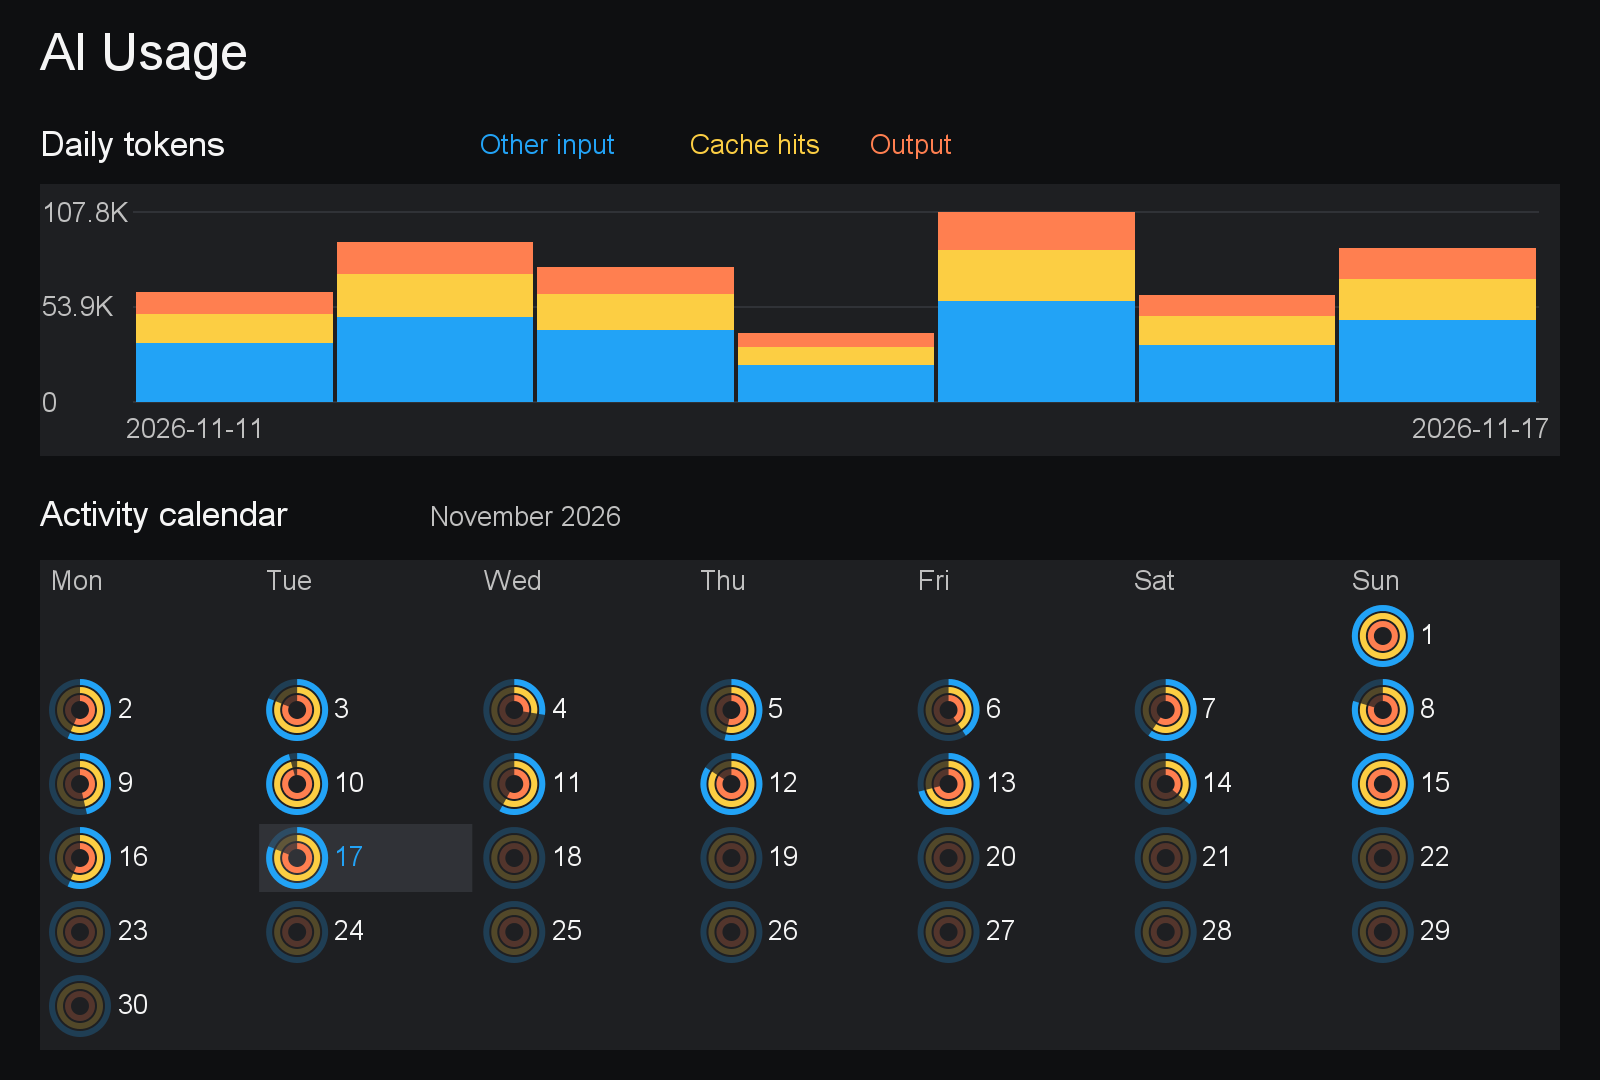 AI Usage
Daily tokens Other input Cache hits Output
107.8K
53.9K
0
2026-11-11 2026-11-17
Activity calendar November 2026
Mon Tue Wed Thu Fri Sat Sun
1
2 3 4 5 6 7 8
9 10 11 12 13 14 15
16 17 18 19 20 21 22
23 24 25 26 27 28 29
30